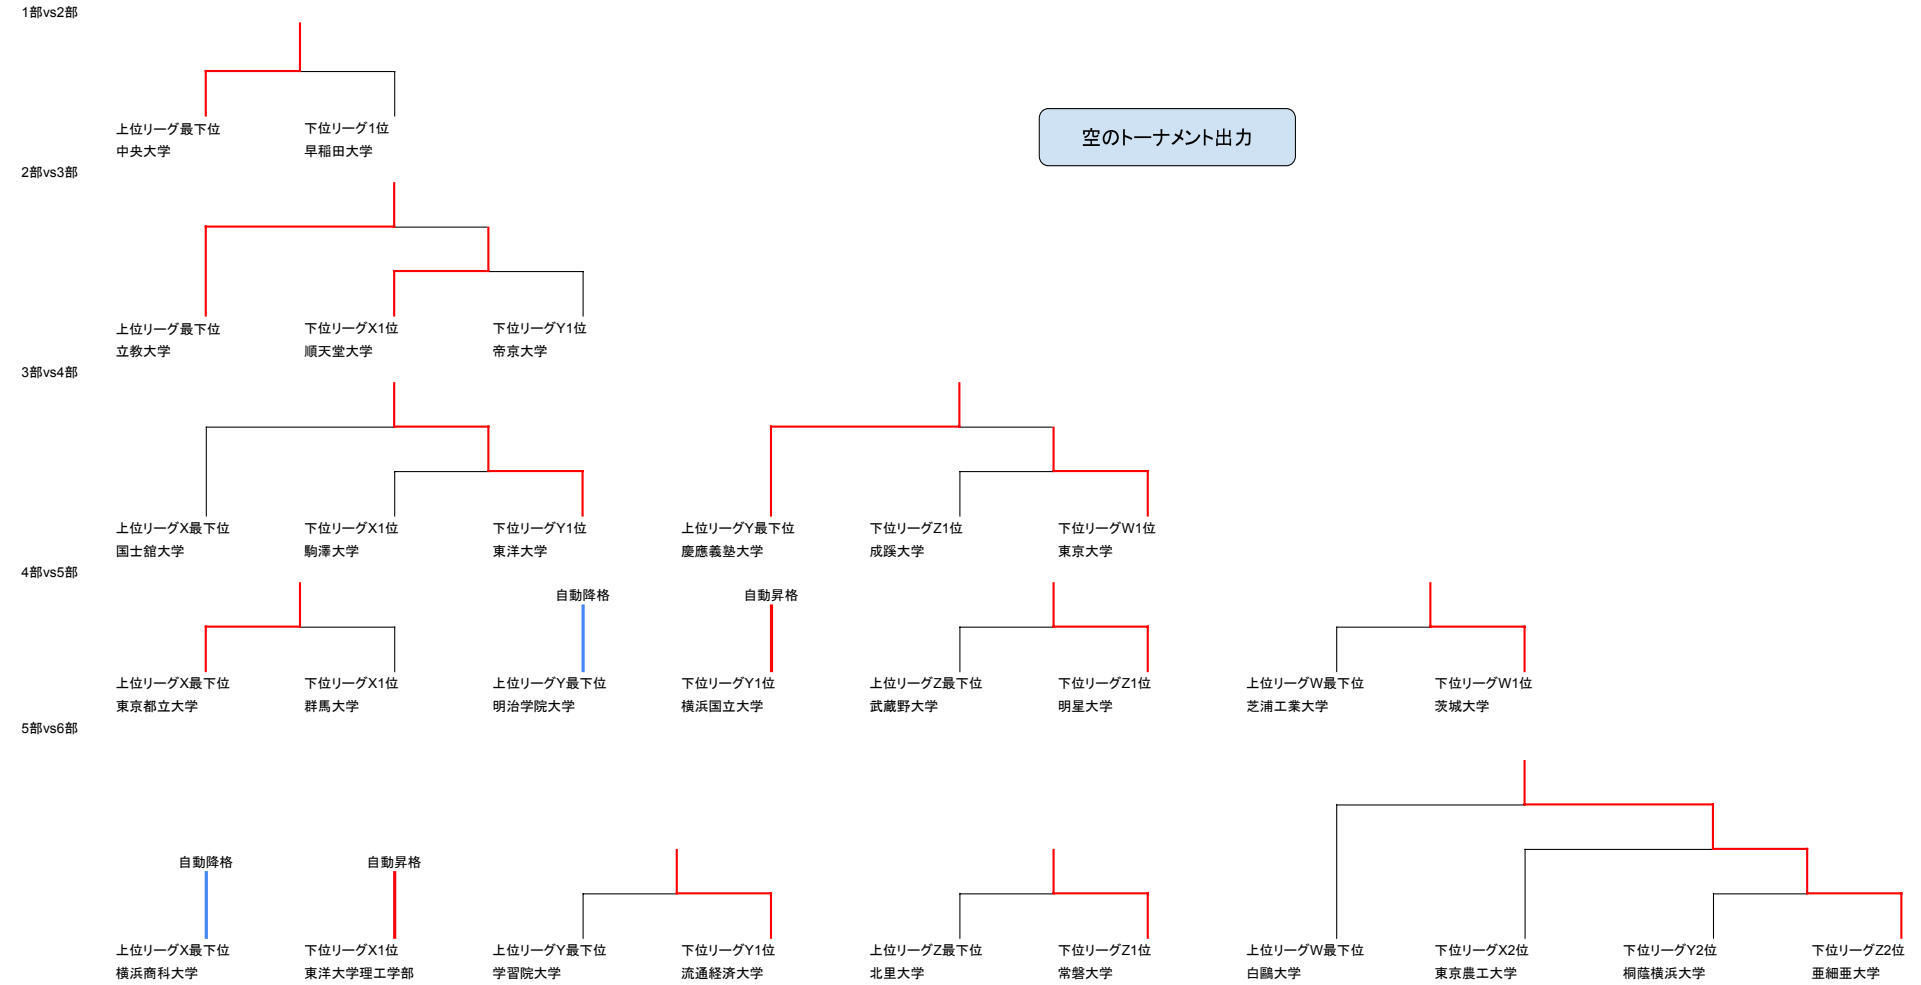 1部vs2部
上位リーグ最下位
中央大学
下位リーグ1位
早稲田大学
空のトーナメント出力
2部vs3部
上位リーグ最下位
立教大学
下位リーグX1位
順天堂大学
下位リーグY1位
帝京大学
3部vs4部
上位リーグX最下位
国士舘大学
下位リーグX1位
駒澤大学
下位リーグY1位
東洋大学
上位リーグY最下位
慶應義塾大学
下位リーグZ1位
成蹊大学
下位リーグW1位
東京大学
4部vs5部
上位リーグX最下位
東京都立大学
下位リーグX1位
群馬大学
自動降格
上位リーグY最下位
明治学院大学
自動昇格
下位リーグY1位
横浜国立大学
上位リーグZ最下位
武蔵野大学
下位リーグZ1位
明星大学
上位リーグW最下位
芝浦工業大学
下位リーグW1位
茨城大学
5部vs6部
自動降格
上位リーグX最下位
横浜商科大学
自動昇格
下位リーグX1位
東洋大学理工学部
上位リーグY最下位
学習院大学
下位リーグY1位
流通経済大学
上位リーグZ最下位
北里大学
下位リーグZ1位
常磐大学
上位リーグW最下位
白鷗大学
下位リーグX2位
東京農工大学
下位リーグY2位
桐蔭横浜大学
下位リーグZ2位
亜細亜大学